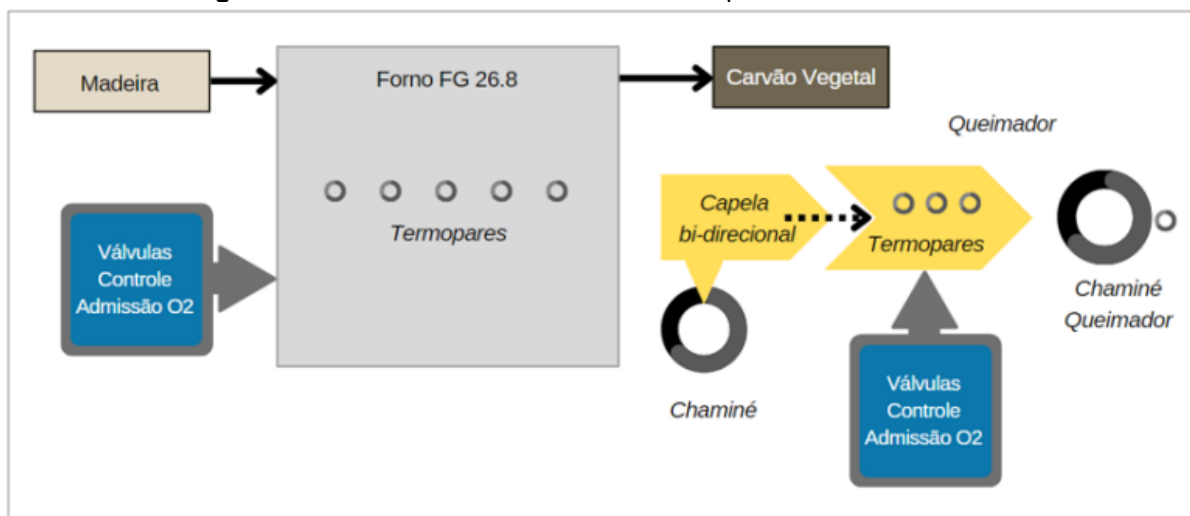 Madeira
Forno FG 26.8
Carvão Vegetal
Queimador
Termopares
Válvulas
Controle
Admissão O2
Capela
bi-direcional
Termopares
Chaminé
Chaminé
Queimador
Válvulas
Controle
Admissão O2